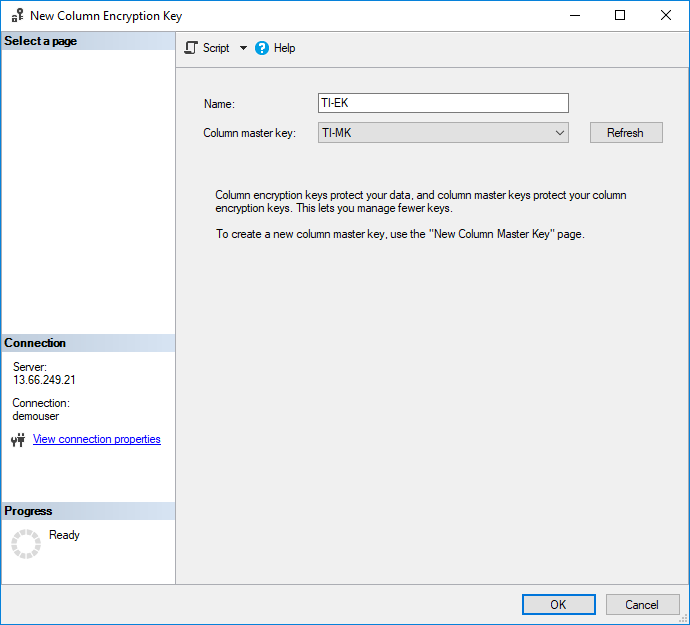 New Column Encryption Key
Select a page
Script
? Help
Name:
TI-EK
Column master key:
TI-MK
Refresh
Column encryption keys protect your data, and column master keys protect your column
encryption keys. This lets you manage fewer keys.
To create a new column master key, use the "New Column Master Key" page.
Connection
Server:
13.66.249.21
Connection:
demouser
View connection properties
Progress
Ready
OK
Cancel